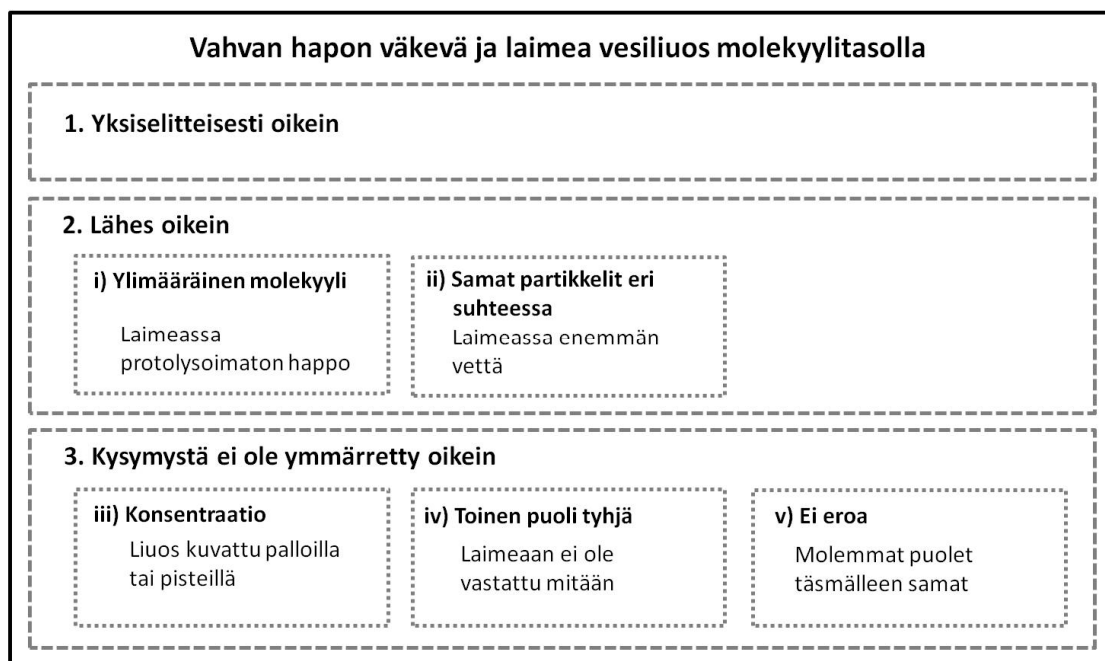 Vahvan hapon väkevä ja laimea vesiliuos molekyylitasolla
1. Yksiselitteisesti oikein
2. Lähes oikein
i) Ylimääräinen molekyyli
Laimeassa
protolysoimaton happo
ii) Samat partikkelit eri
suhteessa
Laimeassa enemmän
vettä
3. Kysymystä ei ole ymmärretty oikein
iii) Konsentraatio
Liuos kuvattu palloilla
tai pisteillä
iv) Toinen puoli tyhjä
Laimeaan ei ole
vastattu mitään
v) Ei eroa
Molemmat puolet
täsmälleen samat